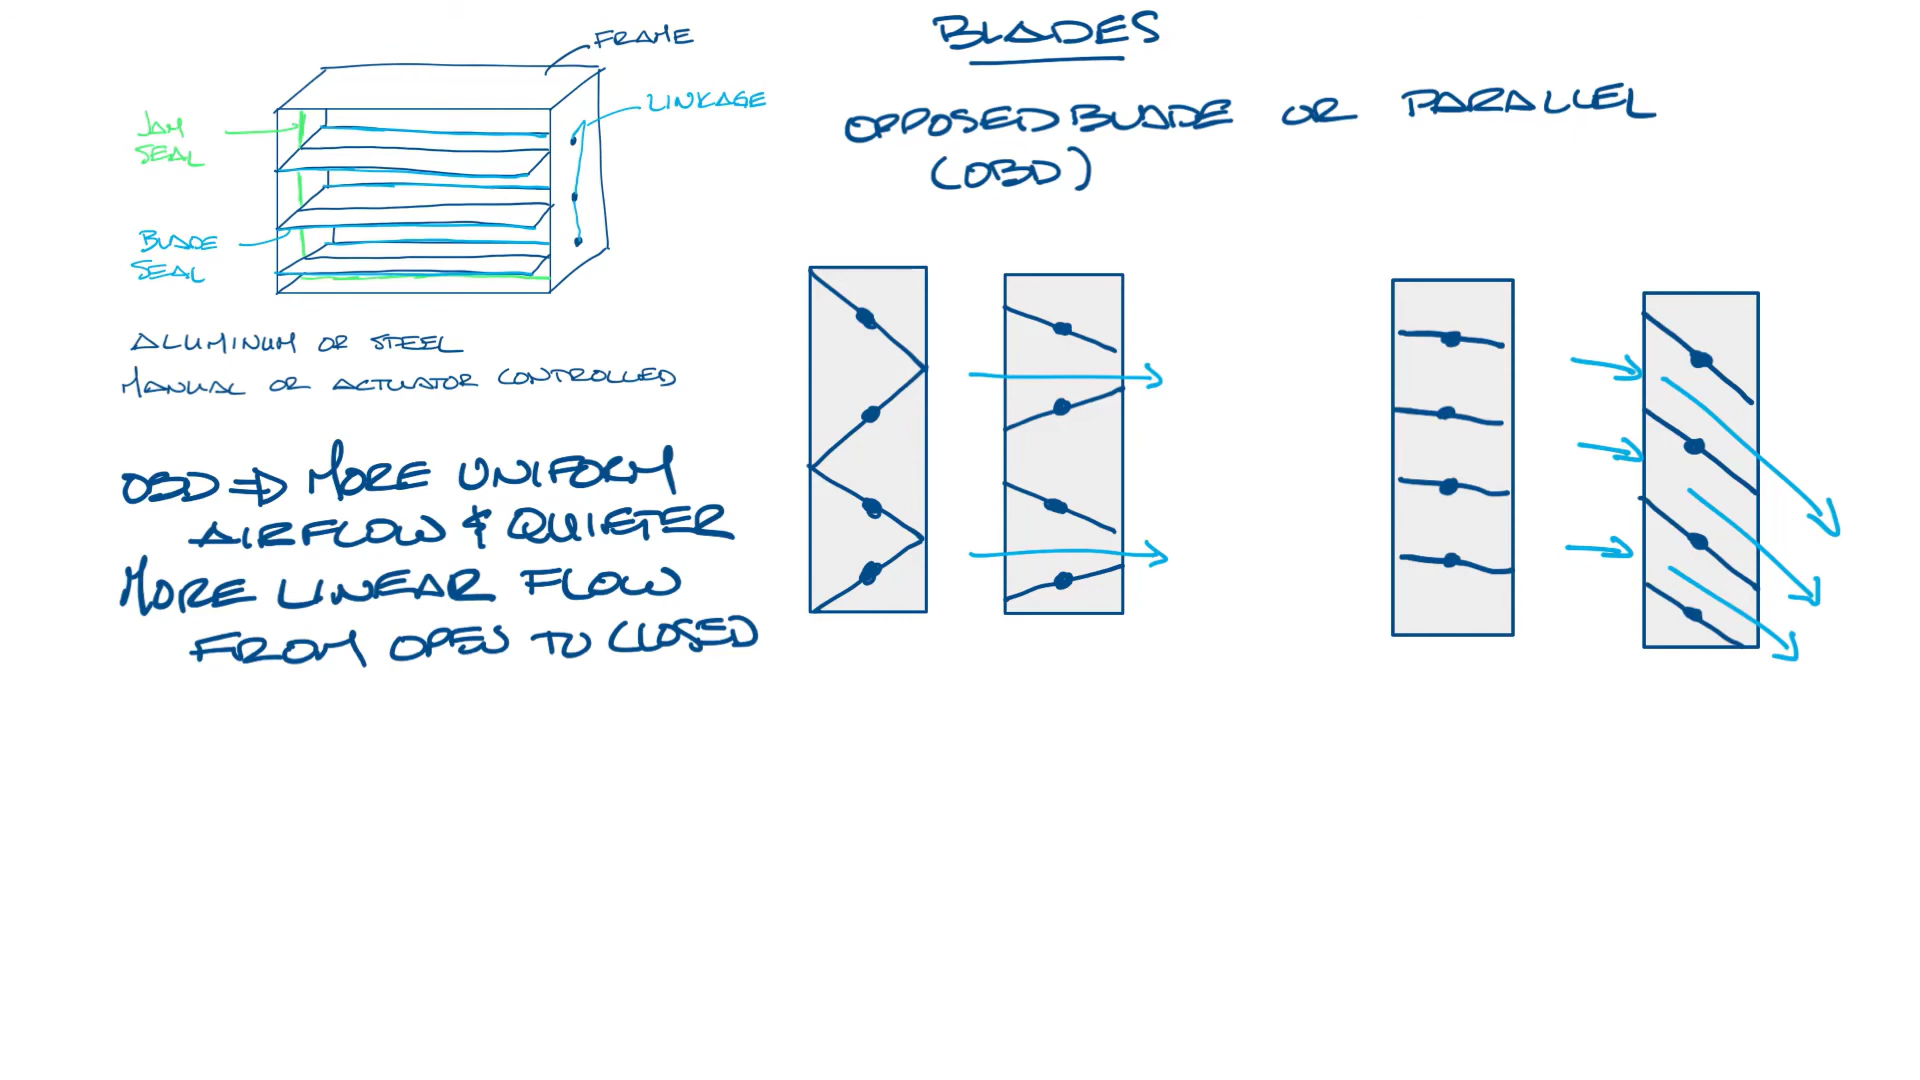 FRAME
LINKAGE
JAM
SEAL
BLADE
SEAL
ALUMINUM OR STEEL
MANUAL OR ACTUATOR CONTROLLED
OBD ⇒ MORE UNIFORM
AIRFLOW & QUIETER
MORE LINEAR FLOW
FROM OPEN TO CLOSED
BLADES
OPPOSED BLADE OR PARALLEL
(OBD)